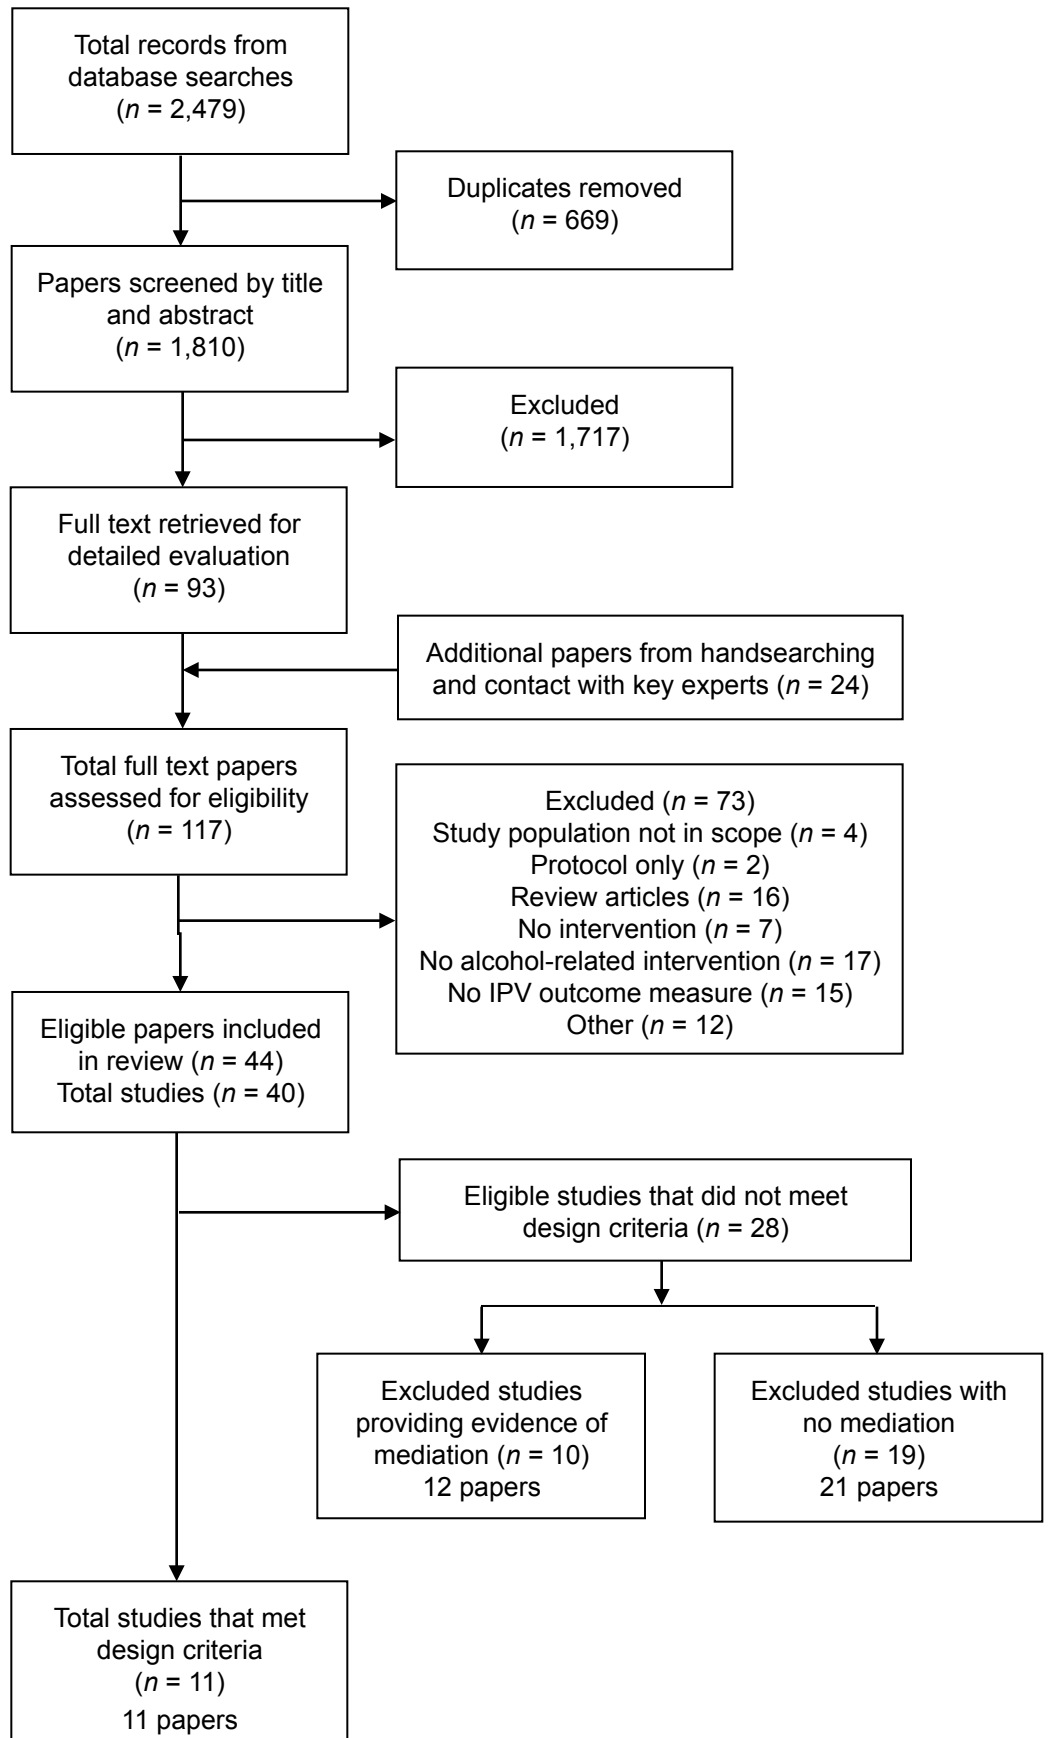 Total records from
database searches
(n = 2,479)
Duplicates removed
(n = 669)
Papers screened by title
and abstract
(n = 1,810)
Excluded
(n = 1,717)
Full text retrieved for
detailed evaluation
(n = 93)
Additional papers from handsearching
and contact with key experts (n = 24)
Total full text papers
assessed for eligibility
(n = 117)
Excluded (n = 73)
Study population not in scope (n = 4)
Protocol only (n = 2)
Review articles (n = 16)
No intervention (n = 7)
No alcohol-related intervention (n = 17)
No IPV outcome measure (n = 15)
Other (n = 12)
Eligible papers included
in review (n = 44)
Total studies (n = 40)
Eligible studies that did not meet
design criteria (n = 28)
Excluded studies
providing evidence of
mediation (n = 10)
12 papers
Excluded studies with
no mediation
(n = 19)
21 papers
Total studies that met
design criteria
(n = 11)
11 papers